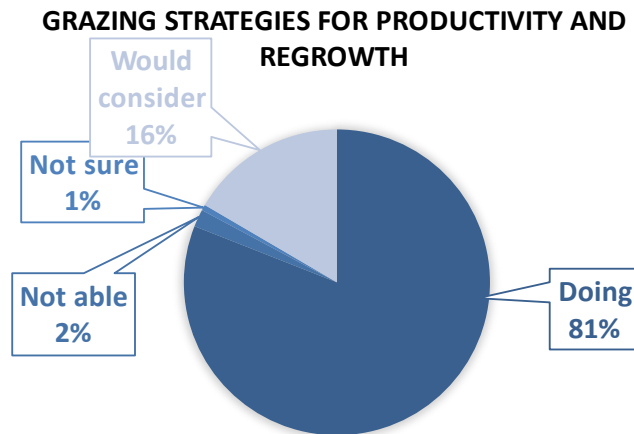 GRAZING STRATEGIES FOR PRODUCTIVITY AND
REGROWTH
Would
consider
16%
Not sure
1%
Not able
2%
Doing
81%